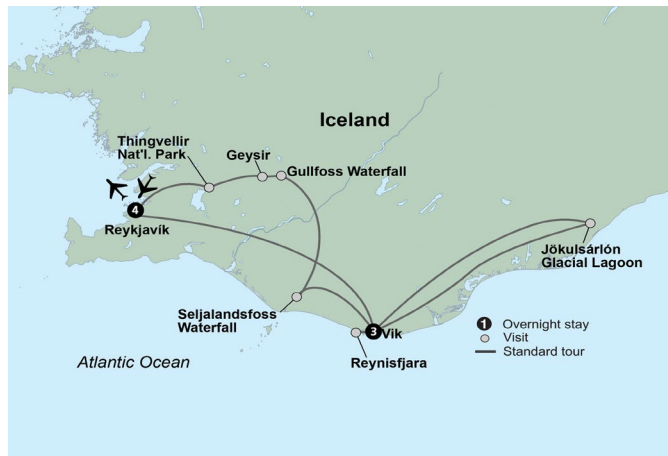 Iceland
Thingvellir
Nat'l. Park
Geysir
Gullfoss Waterfall
4
Reykjavík
Jökulsárlón
Glacial Lagoon
Seljalandsfoss
Waterfall
3 Vik
Reynisfjara
Atlantic Ocean
1 Overnight stay
Visit
Standard tour